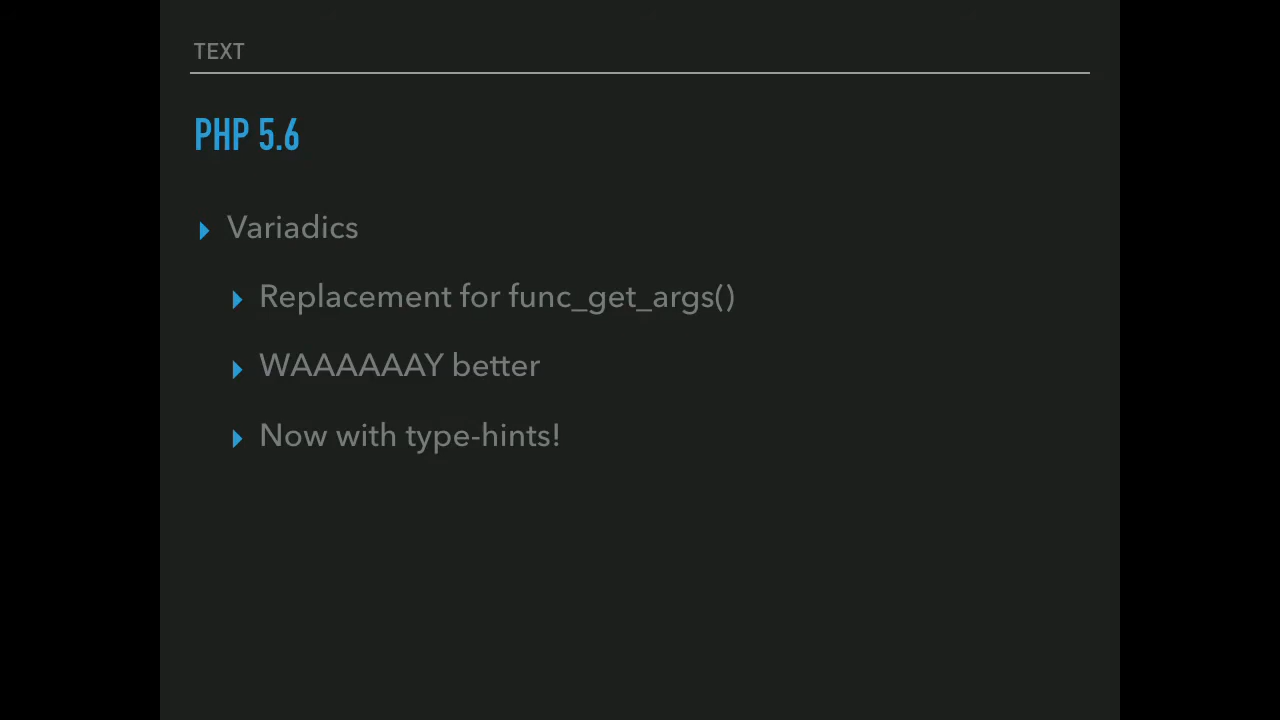 TEXT
PHP 5.6
Variadics
Replacement for func_get_args()
WAAAAAAY better
Now with type-hints!